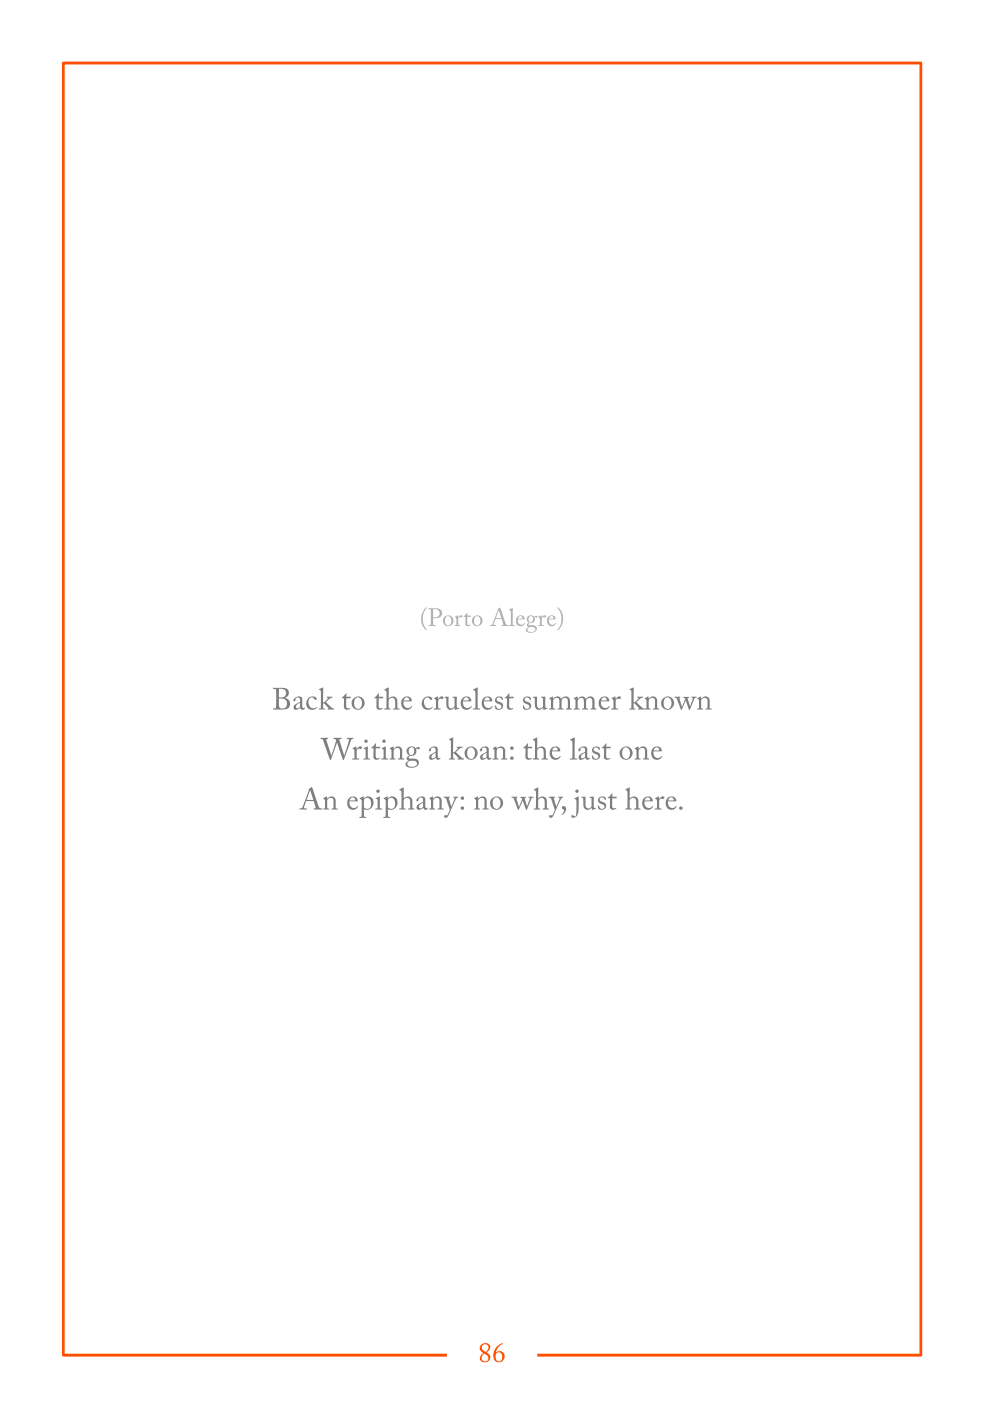 (Porto Alegre)
Back to the cruelest summer known
Writing a koan: the last one
An epiphany: no why, just here.
86